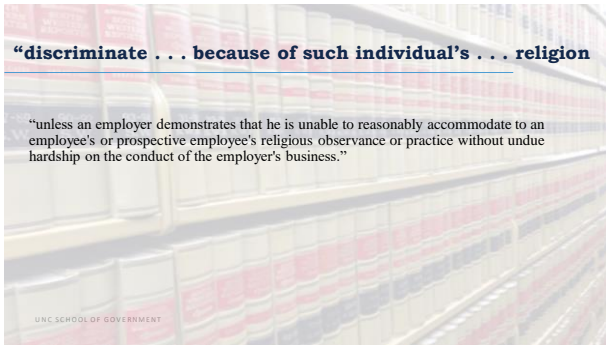 “discriminate . . . because of such individual’s . . . religion
“unless an employer demonstrates that he is unable to reasonably accommodate to an
employee's or prospective employee's religious observance or practice without undue
hardship on the conduct of the employer's business.”
UNC SCHOOL OF GOVERNMENT